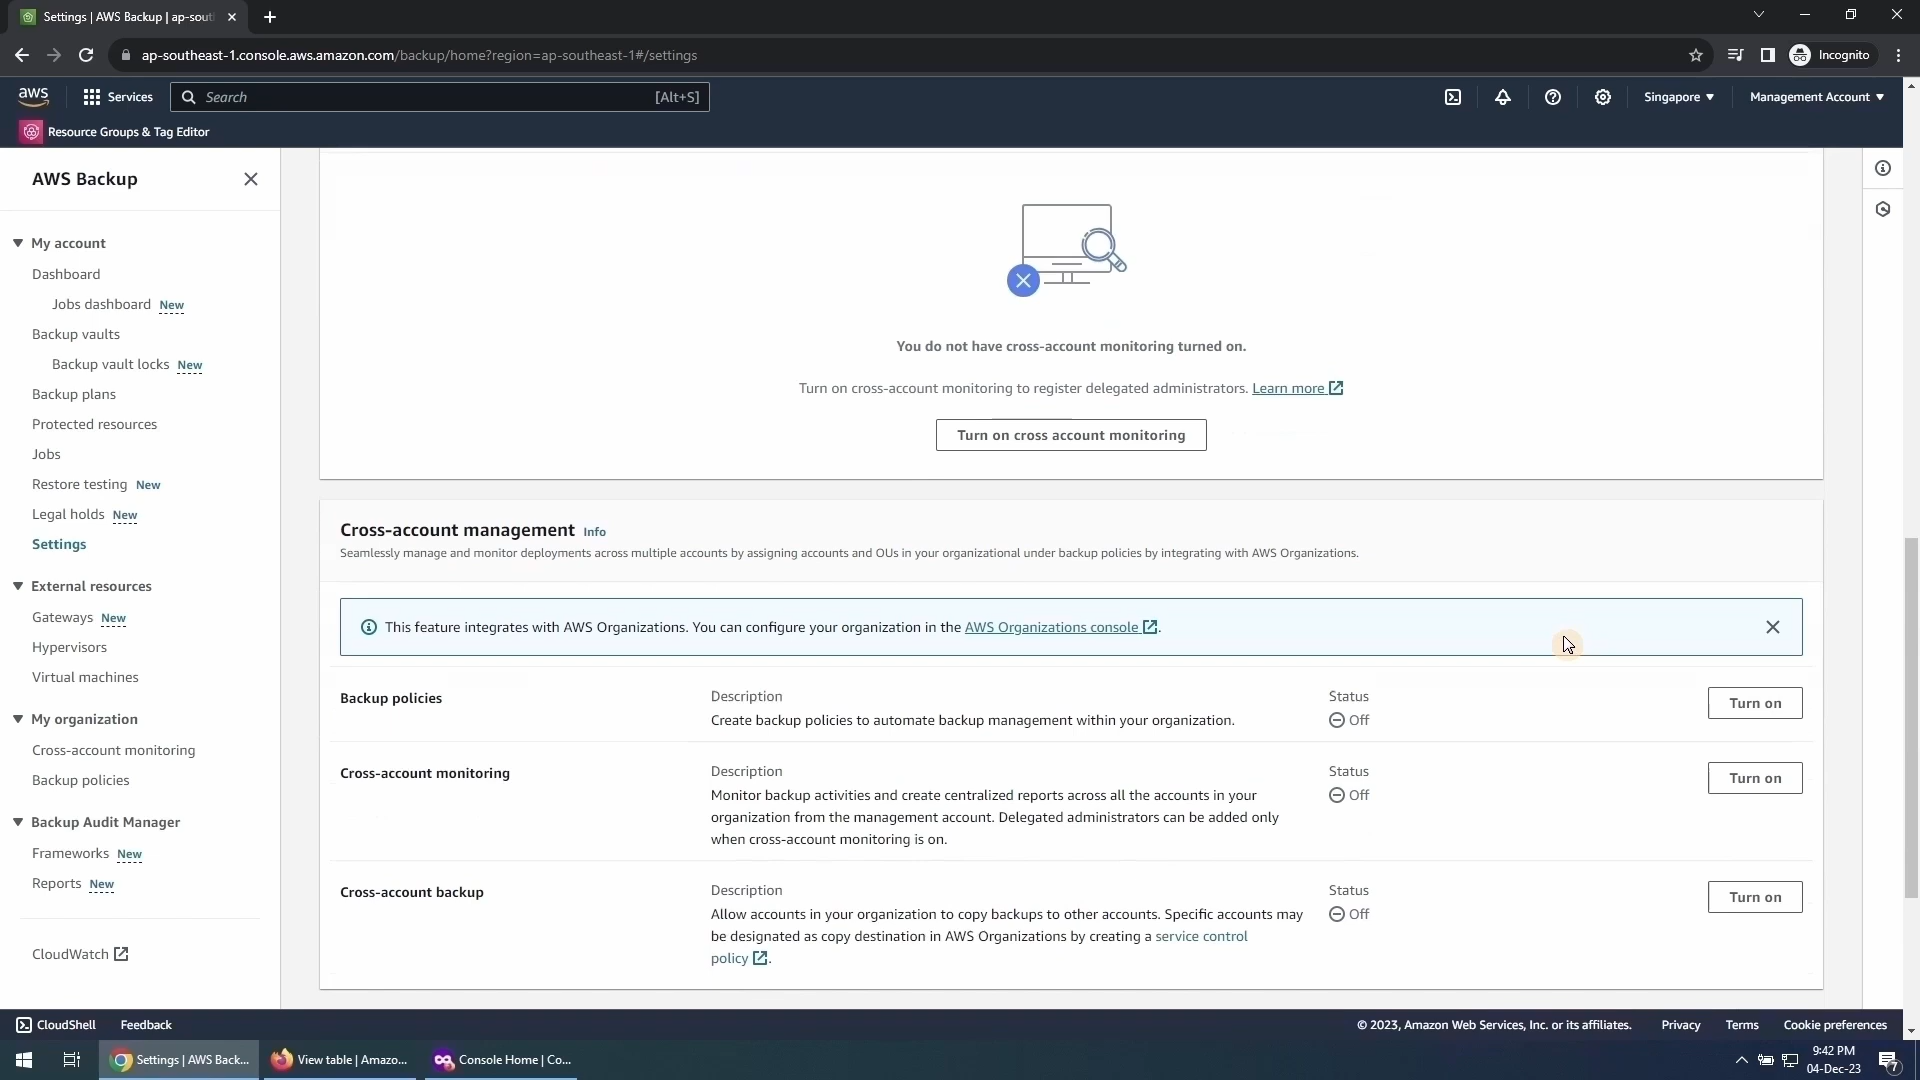 Settings | AWS Backup | ap-sout
ap-southeast-1.console.aws.amazon.com/backup/home?region=ap-southeast-1#/settings
Incognito
aws
Services
Search
[Alt+S]
Singapore
Management Account
Resource Groups & Tag Editor
AWS Backup
My account
Dashboard
Jobs dashboard New
Backup vaults
Backup vault locks New
Backup plans
Protected resources
Jobs
Restore testing New
Legal holds New
Settings
External resources
Gateways New
Hypervisors
Virtual machines
My organization
Cross-account monitoring
Backup policies
Backup Audit Manager
Frameworks New
Reports New
CloudWatch
You do not have cross-account monitoring turned on.
Turn on cross-account monitoring to register delegated administrators. Learn more
Turn on cross account monitoring
Cross-account management Info
Seamlessly manage and monitor deployments across multiple accounts by assigning accounts and OUs in your organizational under backup policies by integrating with AWS Organizations.
This feature integrates with AWS Organizations. You can configure your organization in the AWS Organizations console.
Backup policies
Description
Create backup policies to automate backup management within your organization.
Status
Off
Turn on
Cross-account monitoring
Description
Monitor backup activities and create centralized reports across all the accounts in your
organization from the management account. Delegated administrators can be added only
when cross-account monitoring is on.
Status
Off
Turn on
Cross-account backup
Description
Allow accounts in your organization to copy backups to other accounts. Specific accounts may
be designated as copy destination in AWS Organizations by creating a service control
policy.
Status
Off
Turn on
CloudShell
Feedback
© 2023, Amazon Web Services, Inc. or its affiliates.
Privacy
Terms
Cookie preferences
Settings | AWS Back...
View table | Amazo...
Console Home | Co...
9:42 PM
04-Dec-23
7